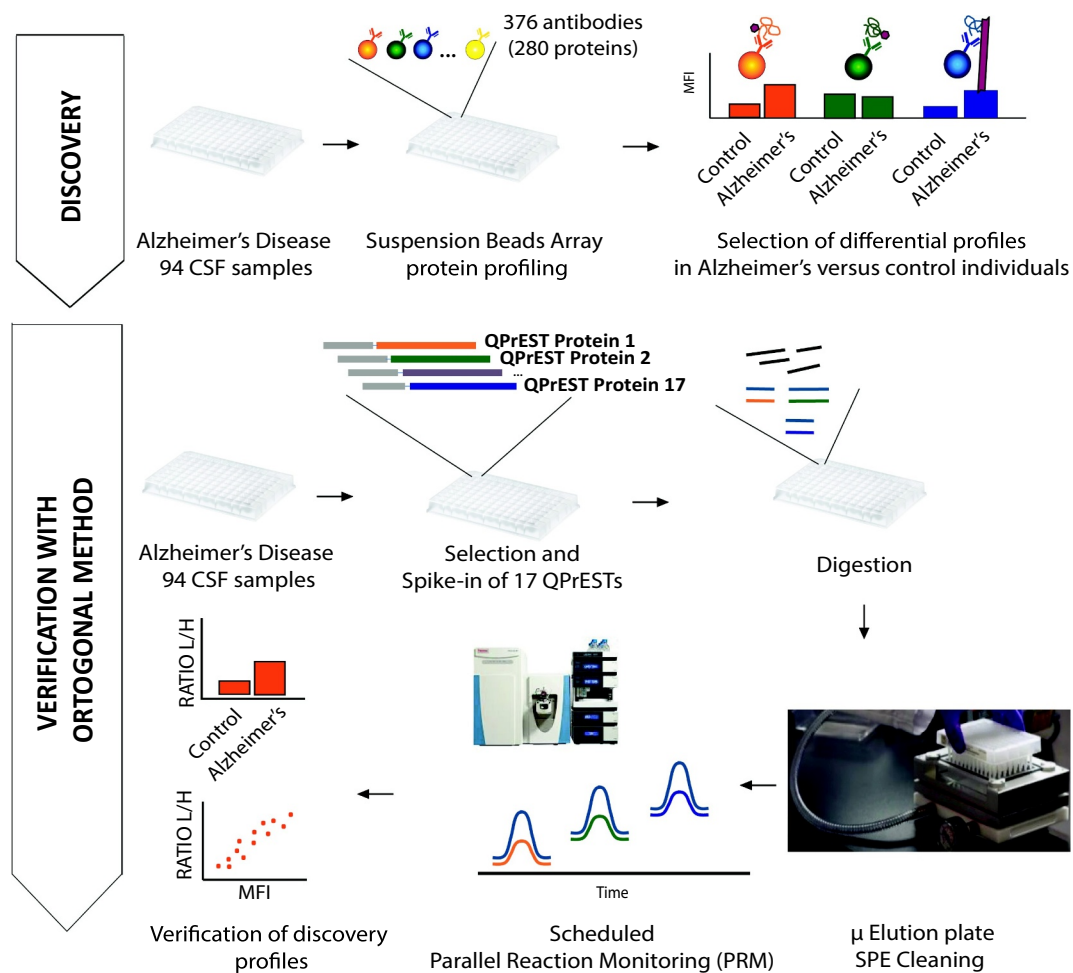 DISCOVERY
376 antibodies
(280 proteins)
...
MFI
Control
Alzheimer's
Control
Alzheimer's
Control
Alzheimer's
Alzheimer's Disease
94 CSF samples
Suspension Beads Array
protein profiling
Selection of differential profiles
in Alzheimer's versus control individuals
VERIFICATION WITH
ORTOGONAL METHOD
QPrEST Protein 1
QPrEST Protein 2
...
QPrEST Protein 17
Alzheimer's Disease
94 CSF samples
Selection and
Spike-in of 17 QPrESTs
Digestion
RATIO L/H
Control
Alzheimer's
RATIO L/H
MFI
Time
Verification of discovery
profiles
Scheduled
Parallel Reaction Monitoring (PRM)
µ Elution plate
SPE Cleaning